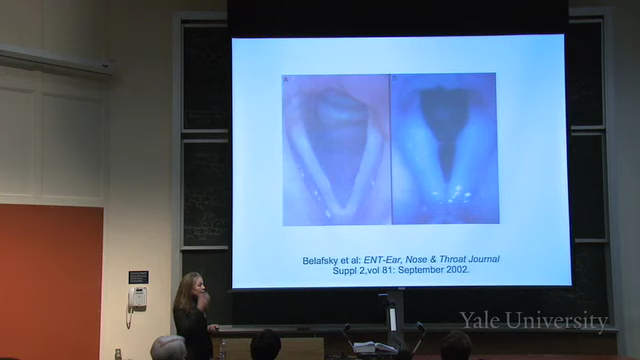 A
B
Belafsky et al: ENT-Ear, Nose & Throat Journal
Suppl 2,vol 81: September 2002.
Yale University